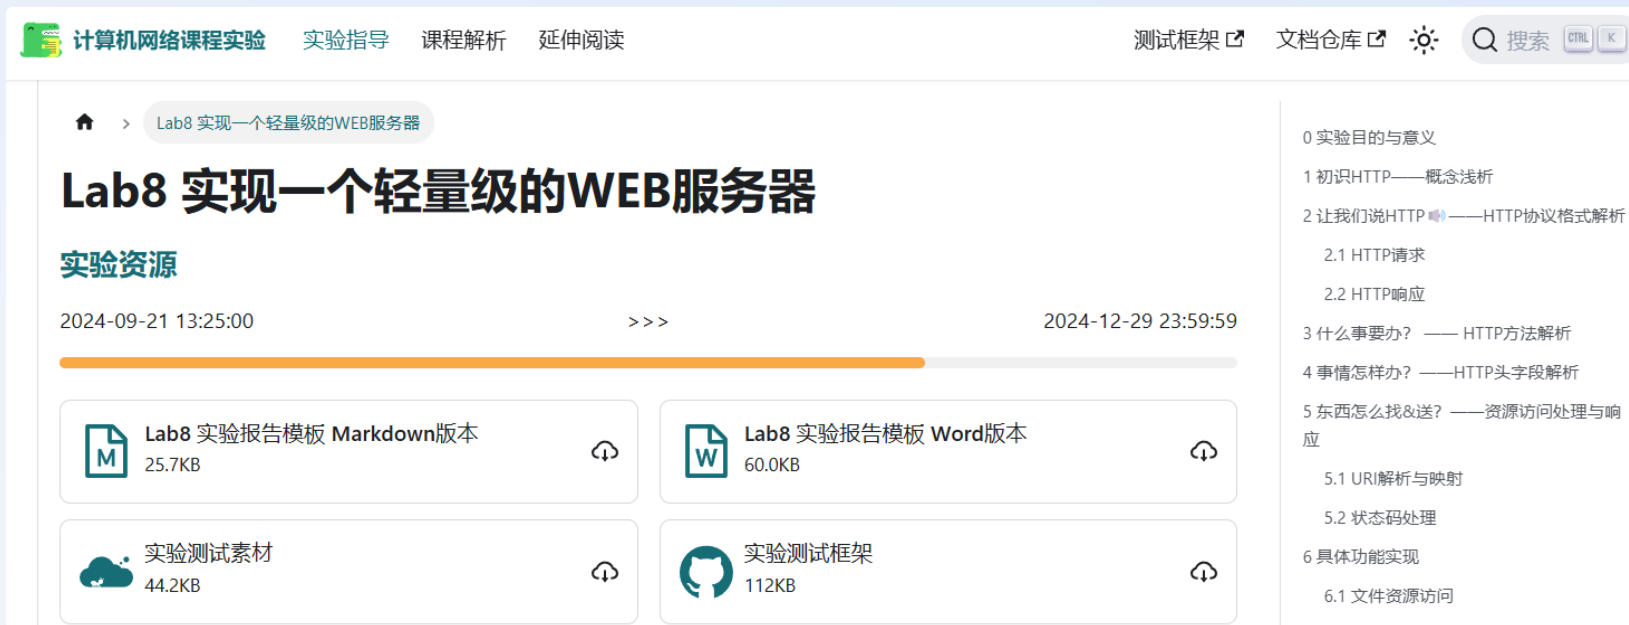 计算机网络课程实验 实验指导 课程解析 延伸阅读 测试框架 文档仓库 搜索 CTRL K
Lab8 实现一个轻量级的WEB服务器
Lab8 实现一个轻量级的WEB服务器
实验资源
2024-09-21 13:25:00 >>> 2024-12-29 23:59:59
Lab8 实验报告模板 Markdown版本
25.7KB
Lab8 实验报告模板 Word版本
60.0KB
实验测试素材
44.2KB
实验测试框架
112KB
0 实验目的与意义
1 初识HTTP——概念浅析
2 让我们说HTTP🔊——HTTP协议格式解析
2.1 HTTP请求
2.2 HTTP响应
3 什么事要办? —— HTTP方法解析
4 事情怎样办? ——HTTP头字段解析
5 东西怎么找&送? ——资源访问处理与响
应
5.1 URI解析与映射
5.2 状态码处理
6 具体功能实现
6.1 文件资源访问